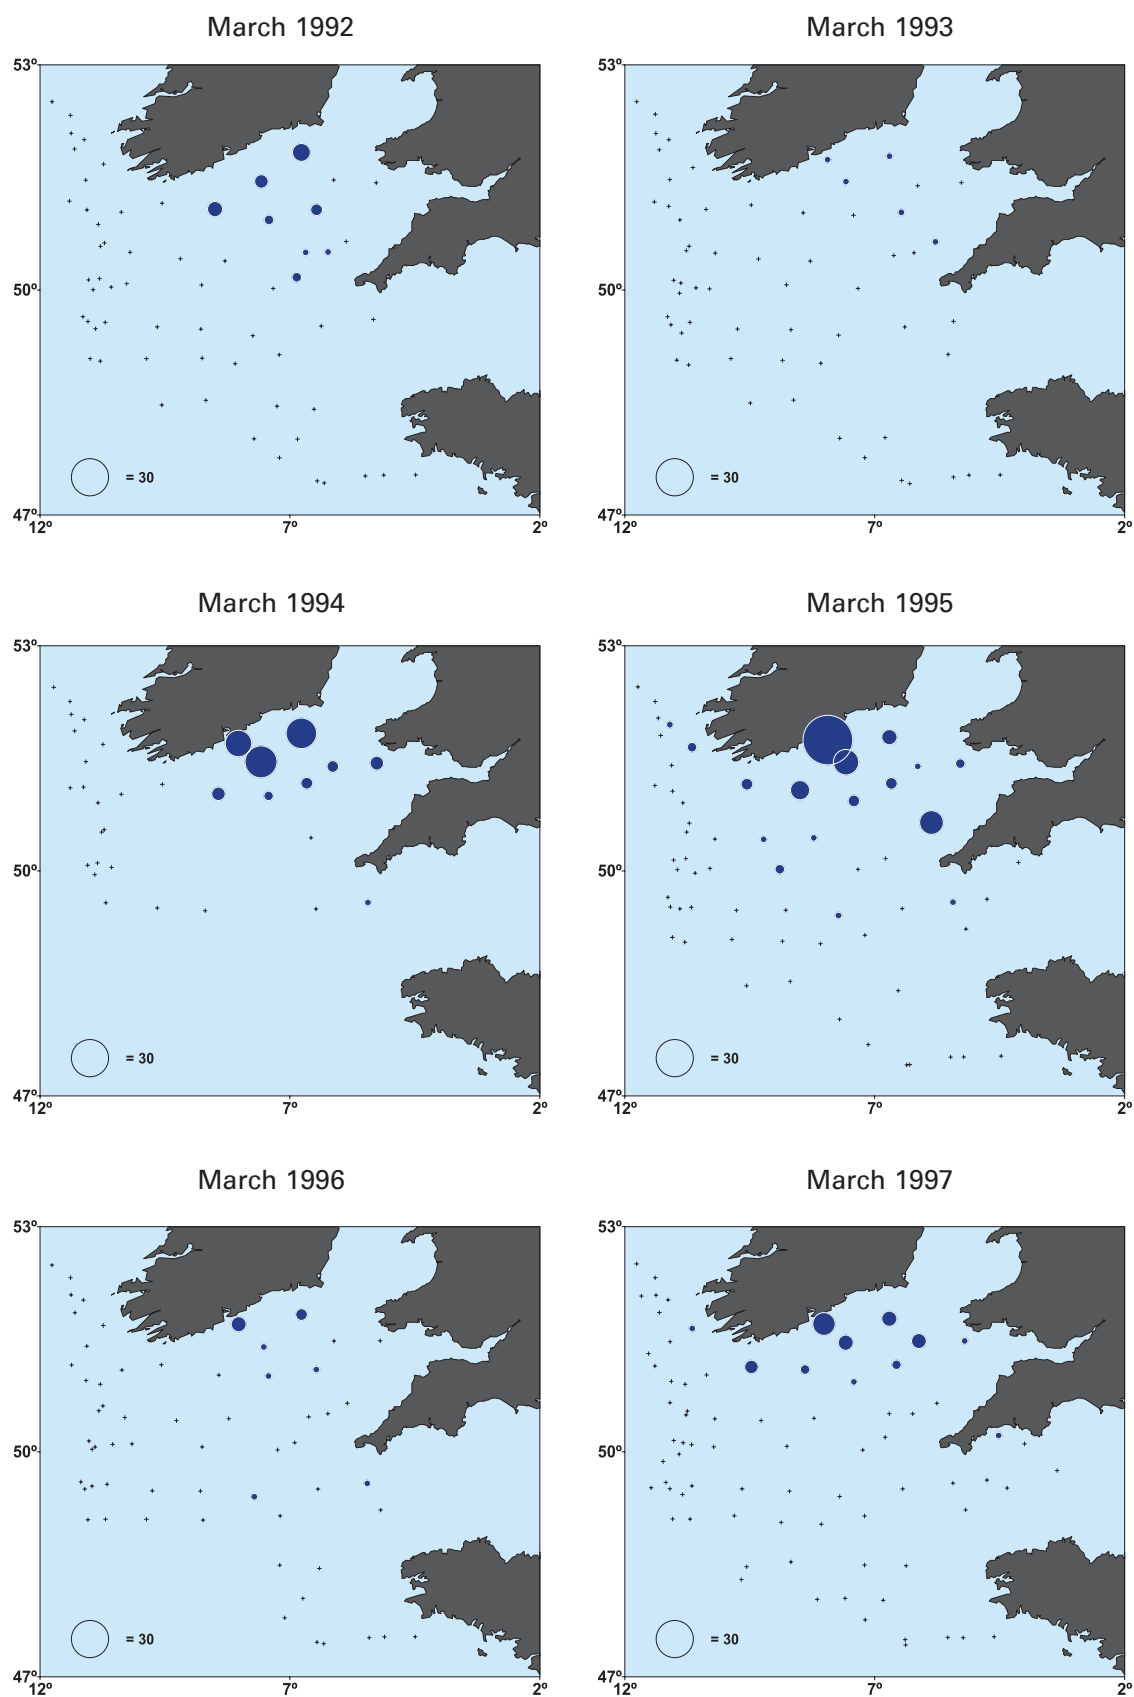 March 1992
March 1993
53º
50º
= 30
47º
12º 7º 2º
53º
50º
= 30
47º
12º 7º 2º
March 1994
March 1995
53º
50º
= 30
47º
12º 7º 2º
53º
50º
= 30
47º
12º 7º 2º
March 1996
March 1997
53º
50º
= 30
47º
12º 7º 2º
53º
50º
= 30
47º
12º 7º 2º